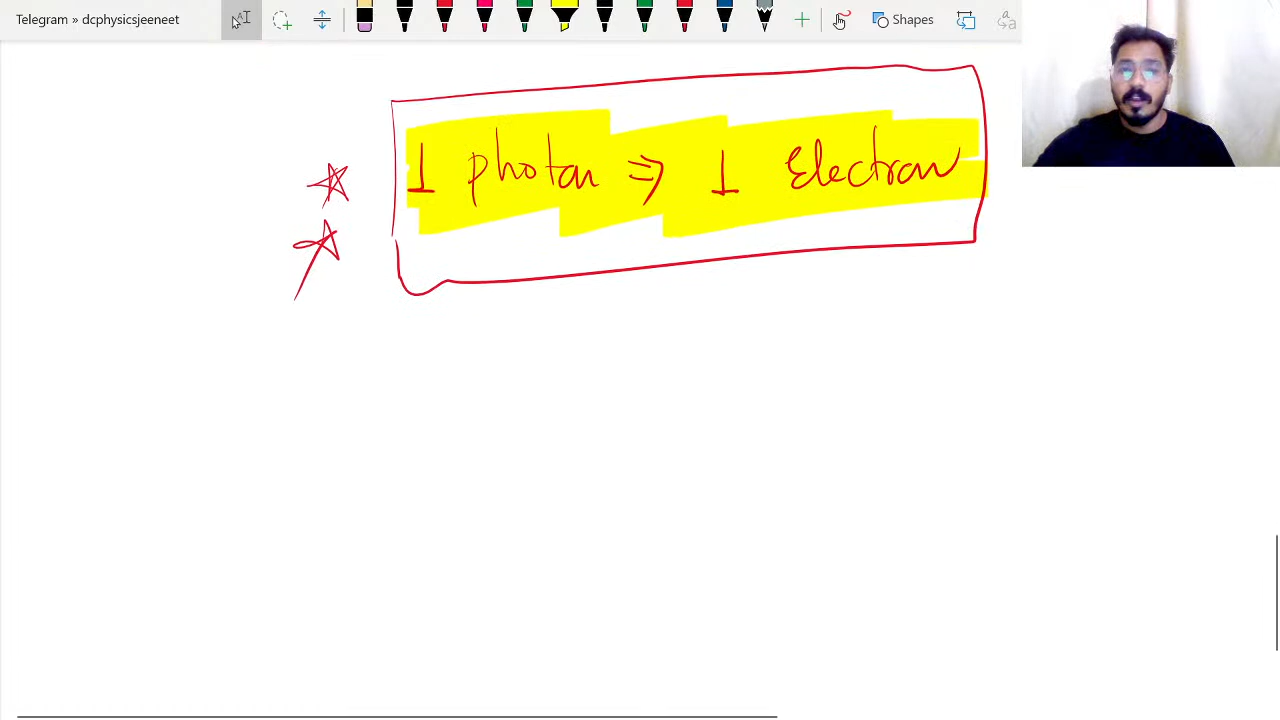 Telegram » dcphysicsjeeneet
Shapes
1 photon ⇒ 1 Electron